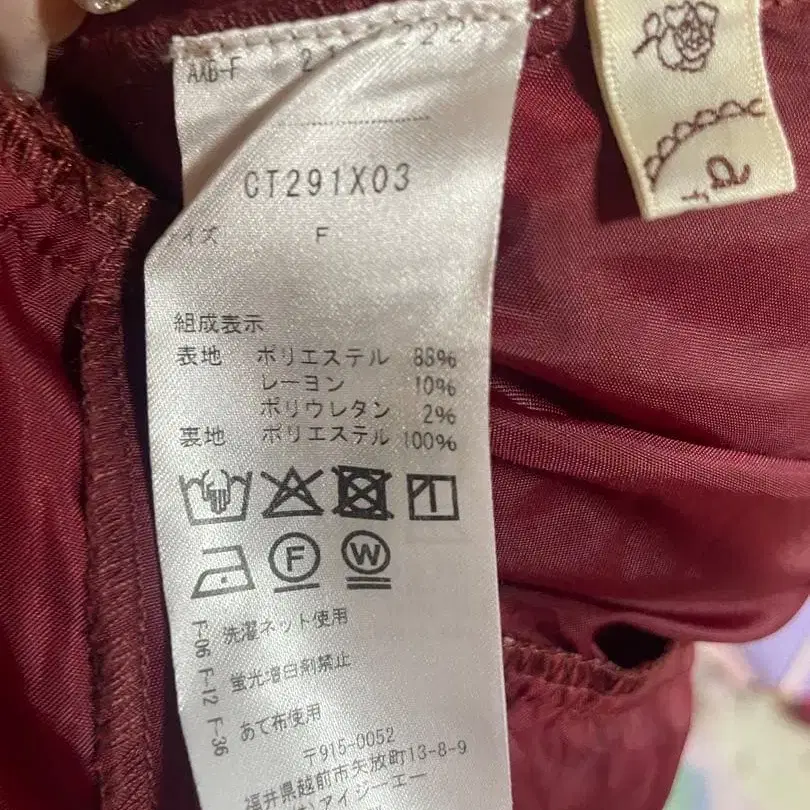 AXB-F
CT291X03
イズ F
組成表示
表地 ポリエステル 88%
レーヨン 10%
ポリウレタン 2%
裏地 ポリエステル 100%
F
W
F-06 洗濯ネット使用
F-12 蛍光増白剤禁止
F-36 あて布使用
〒915-0052
福井県越前市矢放町13-8-9
アイジーエー
a